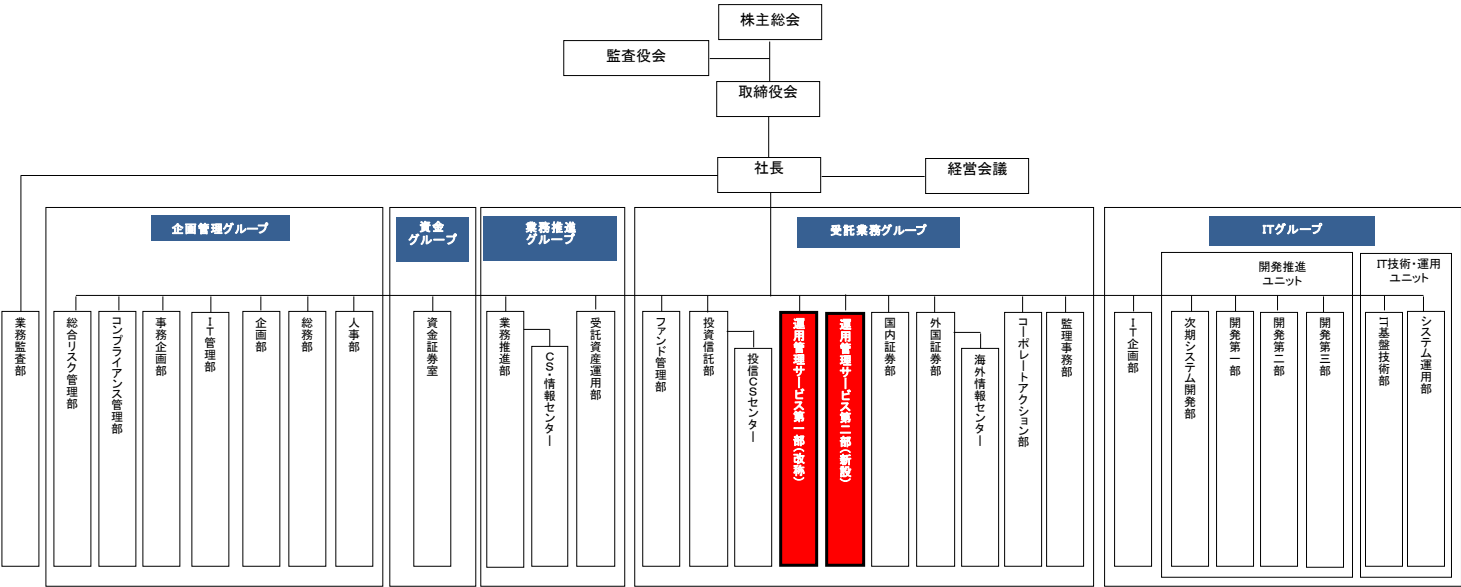 株主総会
監査役会
取締役会
社長
経営会議
企画管理グループ
資金
グループ
業務推進
グループ
受託業務グループ
ITグループ
開発推進
ユニット
IT技術・運用
ユニット
業務監査部
総合リスク管理部
コンプライアンス管理部
事務企画部
IT管理部
企画部
総務部
人事部
資金証券室
業務推進部
CS・情報センター
受託資産運用部
ファンド管理部
投資信託部
投信CSセンター
運用管理サービス第一部(改称)
運用管理サービス第二部(新設)
国内証券部
外国証券部
海外情報センター
コーポレートアクション部
監理事務部
IT企画部
次期システム開発部
開発第一部
開発第二部
開発第三部
IT基盤技術部
システム運用部